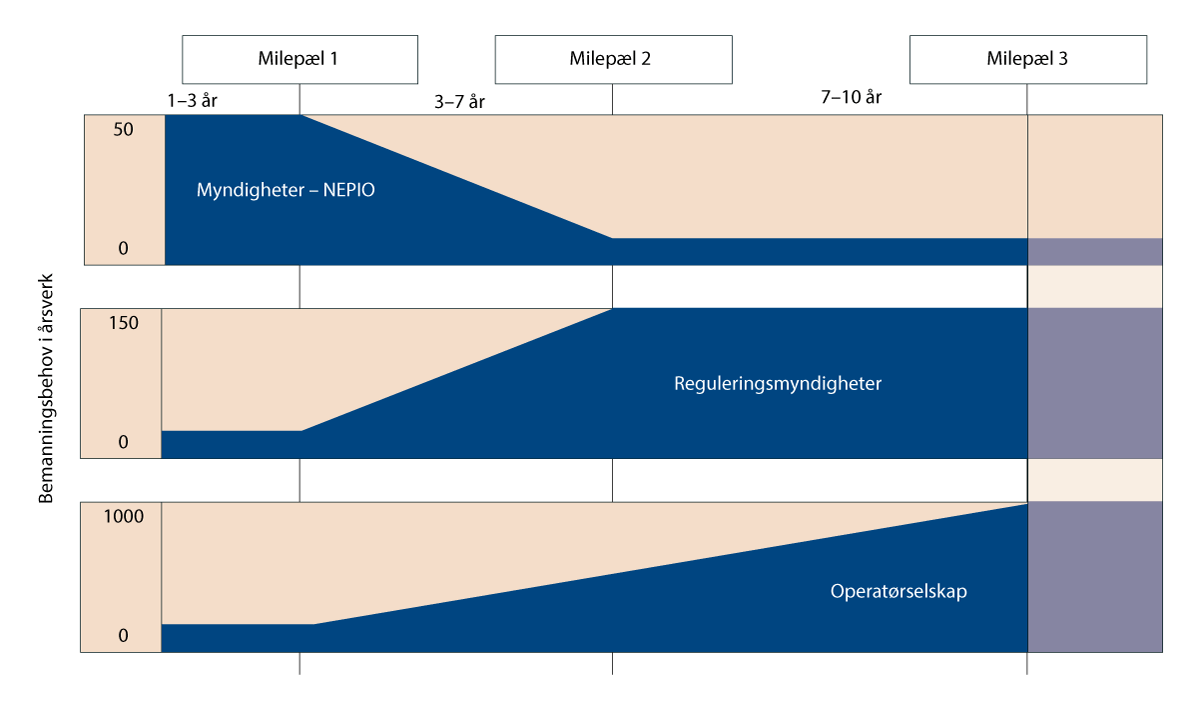 Milepæl 1
Milepæl 2
Milepæl 3
1–3 år
3–7 år
7–10 år
50
Myndigheter – NEPIO
0
Bemanningsbehov i årsverk
150
Reguleringsmyndigheter
0
1000
Operatørselskap
0